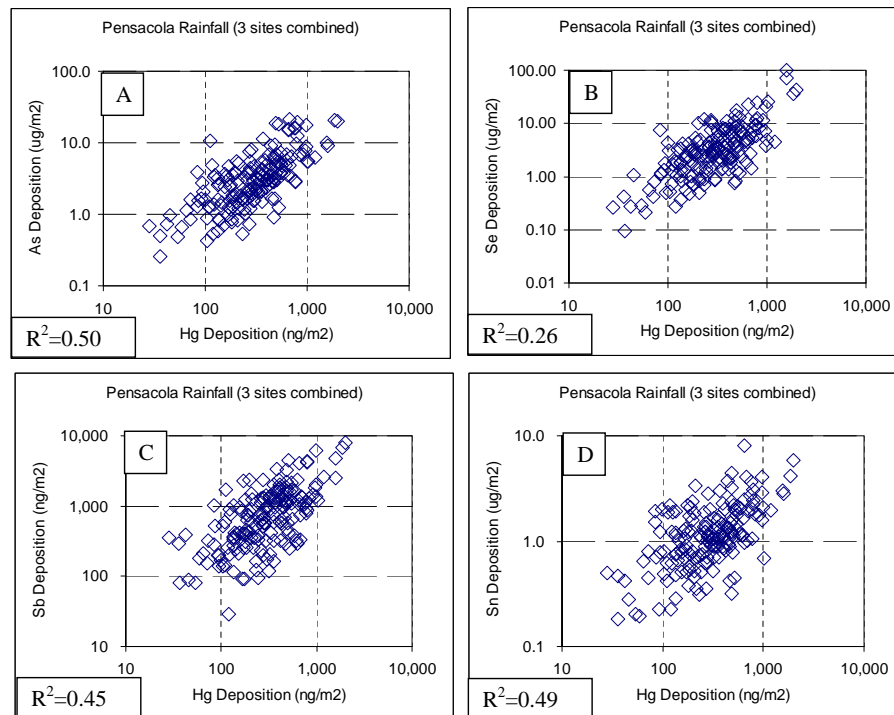 Pensacola Rainfall (3 sites combined)
A
100.0
10.0
1.0
0.1
As Deposition (ug/m2)
10 100 1,000 10,000
Hg Deposition (ng/m2)
R²=0.50
Pensacola Rainfall (3 sites combined)
B
100.00
10.00
1.00
0.10
0.01
Se Deposition (ug/m2)
10 100 1,000 10,000
Hg Deposition (ng/m2)
R²=0.26
Pensacola Rainfall (3 sites combined)
C
10,000
1,000
100
10
Sb Deposition (ng/m2)
10 100 1,000 10,000
Hg Deposition (ng/m2)
R²=0.45
Pensacola Rainfall (3 sites combined)
D
10.0
1.0
0.1
Sn Deposition (ug/m2)
10 100 1,000 10,000
Hg Deposition (ng/m2)
R²=0.49